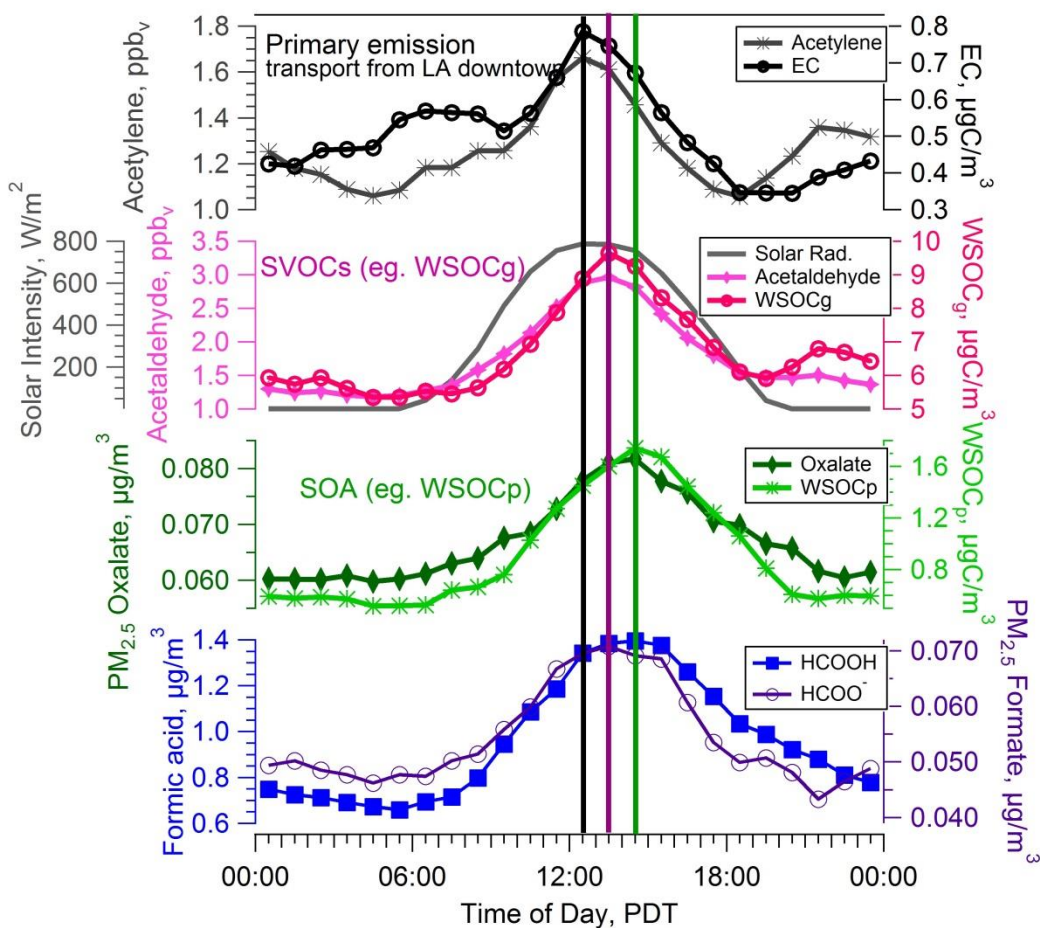 Primary emission
transport from LA downtown
Acetylene
EC
Acetylene, ppbv
1.8
1.6
1.4
1.2
1.0
EC, µgC/m³
0.8
0.7
0.6
0.5
0.4
0.3
Solar Intensity, W/m²
800
600
400
200
Acetaldehyde, ppbv
3.5
3.0
2.5
2.0
1.5
1.0
SVOCs (eg. WSOCg)
Solar Rad.
Acetaldehyde
WSOCg
WSOCg, µgC/m³
10
9
8
7
6
5
PM2.5 Oxalate, µg/m³
0.080
0.070
0.060
SOA (eg. WSOCp)
Oxalate
WSOCp
WSOCp, µgC/m³
1.6
1.2
0.8
Formic acid, µg/m³
1.4
1.2
1.0
0.8
0.6
HCOOH
HCOO⁻
PM2.5 Formate, µg/m³
0.070
0.060
0.050
0.040
00:00 06:00 12:00 18:00 00:00
Time of Day, PDT